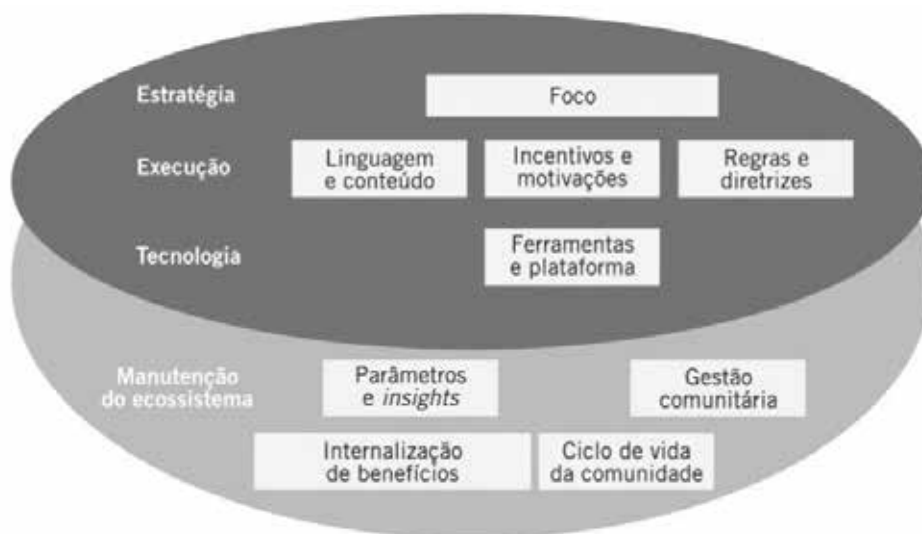 Estratégia
Foco
Execução
Linguagem
e conteúdo
Incentivos e
motivações
Regras e
diretrizes
Tecnologia
Ferramentas
e plataforma
Manutenção
do ecossistema
Parâmetros
e insights
Gestão
comunitária
Internalização
de benefícios
Ciclo de vida
da comunidade